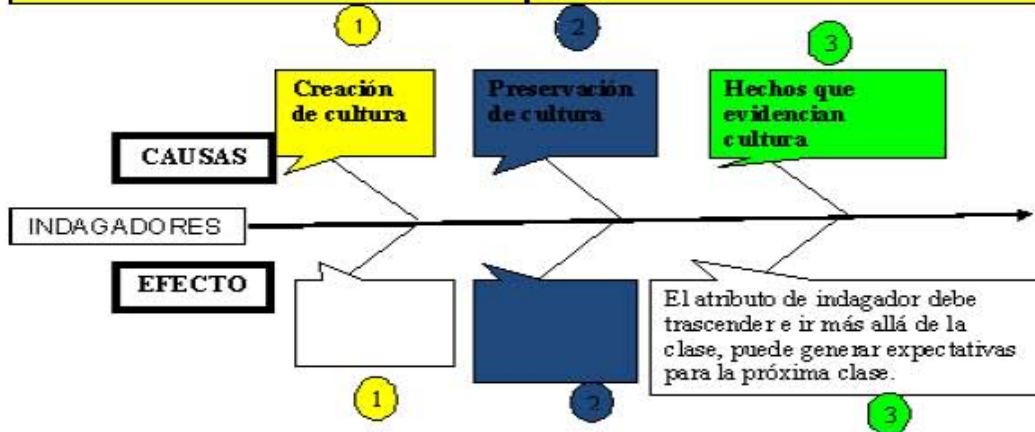 1
2
3
Creación
de cultura
Preservación
de cultura
Hechos que
evidencian
cultura
CAUSAS
INDAGADORES
EFECTO
El atributo de indagador debe
trascender e ir más allá de la
clase, puede generar expectativas
para la próxima clase.
1
2
3